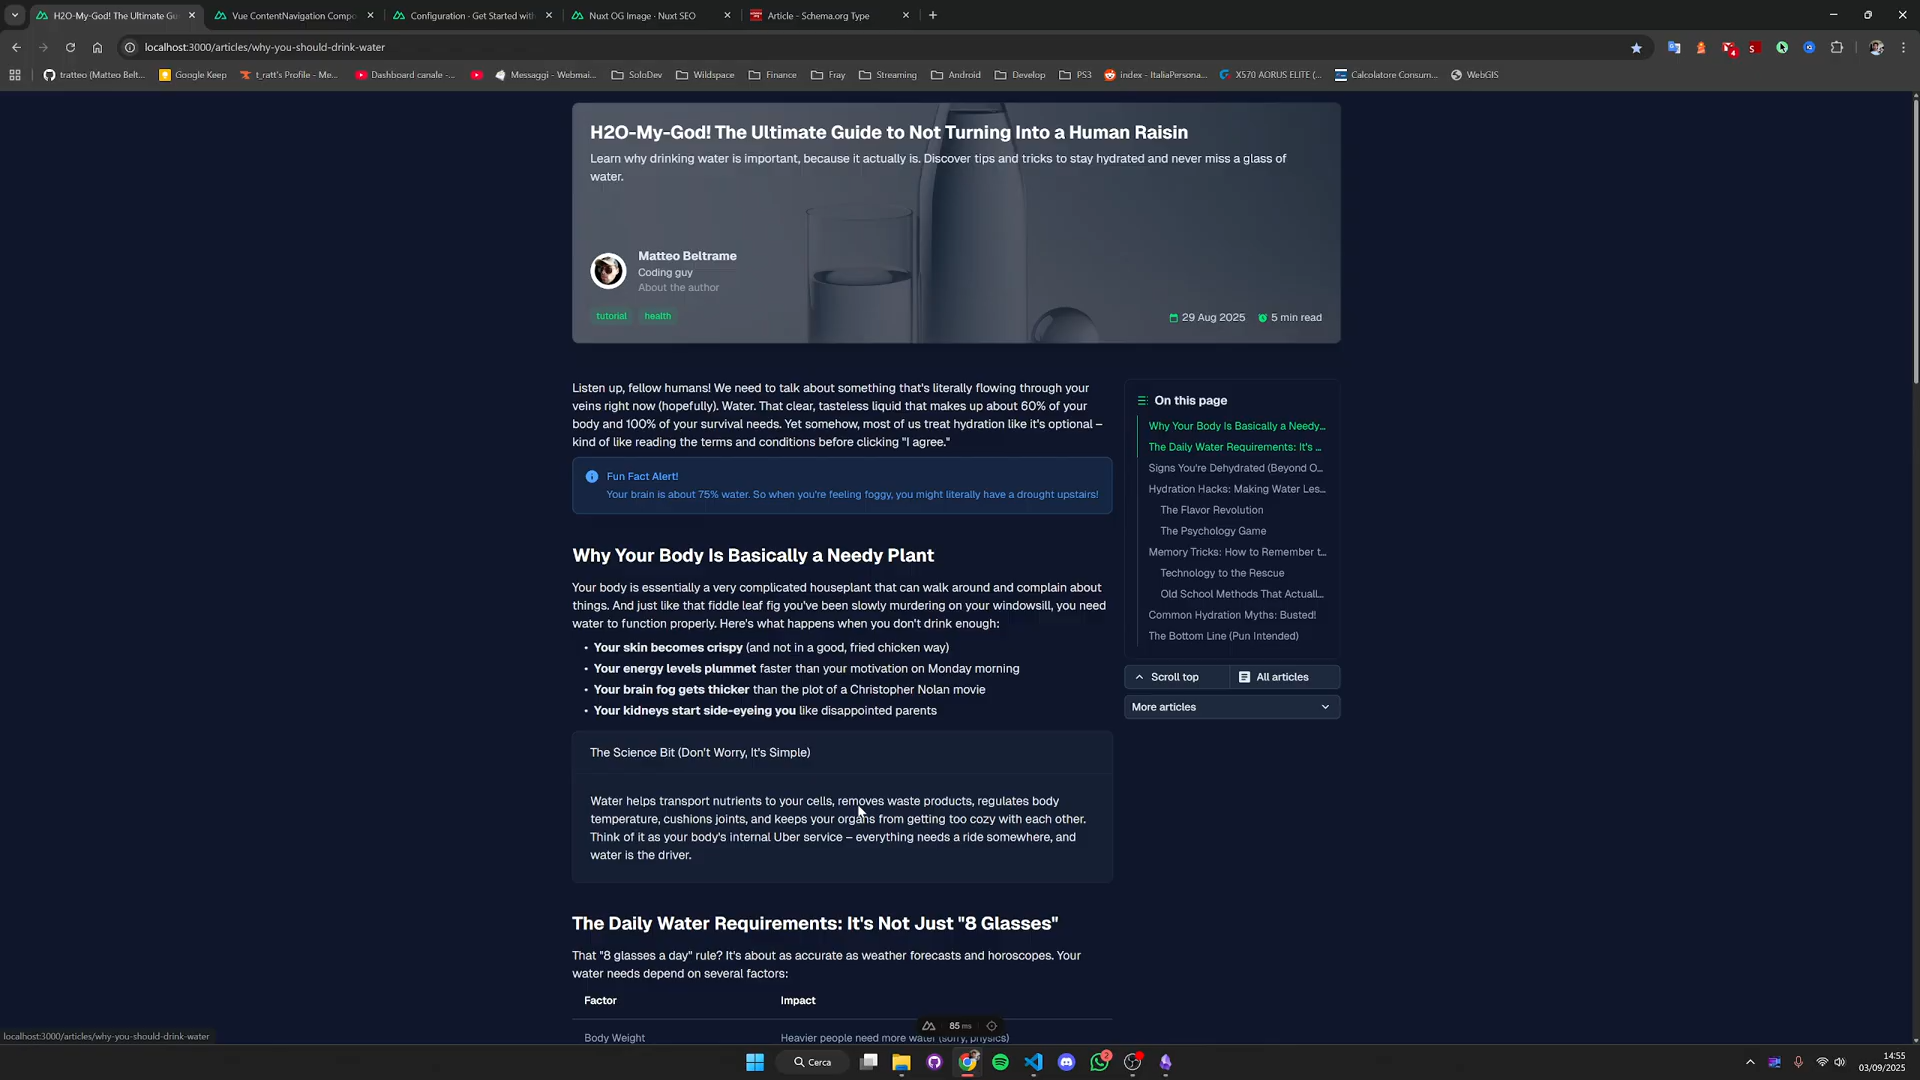 H2O-My-God! The Ultimate Gu
Vue ContentNavigation Compo
Configuration · Get Started with
Nuxt OG Image · Nuxt SEO
Article - Schema.org Type
localhost:3000/articles/why-you-should-drink-water
tratteo (Matteo Belt...
Google Keep
t_ratt's Profile - Me...
Dashboard canale -...
Messaggi - Webmai...
SoloDev
Wildspace
Finance
Fray
Streaming
Android
Develop
PS3
index - ItaliaPersona...
X570 AORUS ELITE (...
Calcolatore Consum...
WebGIS
H2O-My-God! The Ultimate Guide to Not Turning Into a Human Raisin
Learn why drinking water is important, because it actually is. Discover tips and tricks to stay hydrated and never miss a glass of
water.
Matteo Beltrame
Coding guy
About the author
tutorial health
29 Aug 2025 5 min read
Listen up, fellow humans! We need to talk about something that's literally flowing through your
veins right now (hopefully). Water. That clear, tasteless liquid that makes up about 60% of your
body and 100% of your survival needs. Yet somehow, most of us treat hydration like it's optional –
kind of like reading the terms and conditions before clicking "I agree."
Fun Fact Alert!
Your brain is about 75% water. So when you're feeling foggy, you might literally have a drought upstairs!
Why Your Body Is Basically a Needy Plant
Your body is essentially a very complicated houseplant that can walk around and complain about
things. And just like that fiddle leaf fig you've been slowly murdering on your windowsill, you need
water to function properly. Here's what happens when you don't drink enough:
• Your skin becomes crispy (and not in a good, fried chicken way)
• Your energy levels plummet faster than your motivation on Monday morning
• Your brain fog gets thicker than the plot of a Christopher Nolan movie
• Your kidneys start side-eyeing you like disappointed parents
The Science Bit (Don't Worry, It's Simple)
Water helps transport nutrients to your cells, removes waste products, regulates body
temperature, cushions joints, and keeps your organs from getting too cozy with each other.
Think of it as your body's internal Uber service – everything needs a ride somewhere, and
water is the driver.
The Daily Water Requirements: It's Not Just "8 Glasses"
That "8 glasses a day" rule? It's about as accurate as weather forecasts and horoscopes. Your
water needs depend on several factors:
Factor Impact
Body Weight Heavier people need more water (sorry, physics)
On this page
Why Your Body Is Basically a Needy...
The Daily Water Requirements: It's ...
Signs You're Dehydrated (Beyond O...
Hydration Hacks: Making Water Les...
The Flavor Revolution
The Psychology Game
Memory Tricks: How to Remember t...
Technology to the Rescue
Old School Methods That Actuall...
Common Hydration Myths: Busted!
The Bottom Line (Pun Intended)
Scroll top
All articles
More articles
85 ms
localhost:3000/articles/why-you-should-drink-water
Cerca
14:55
03/09/2025